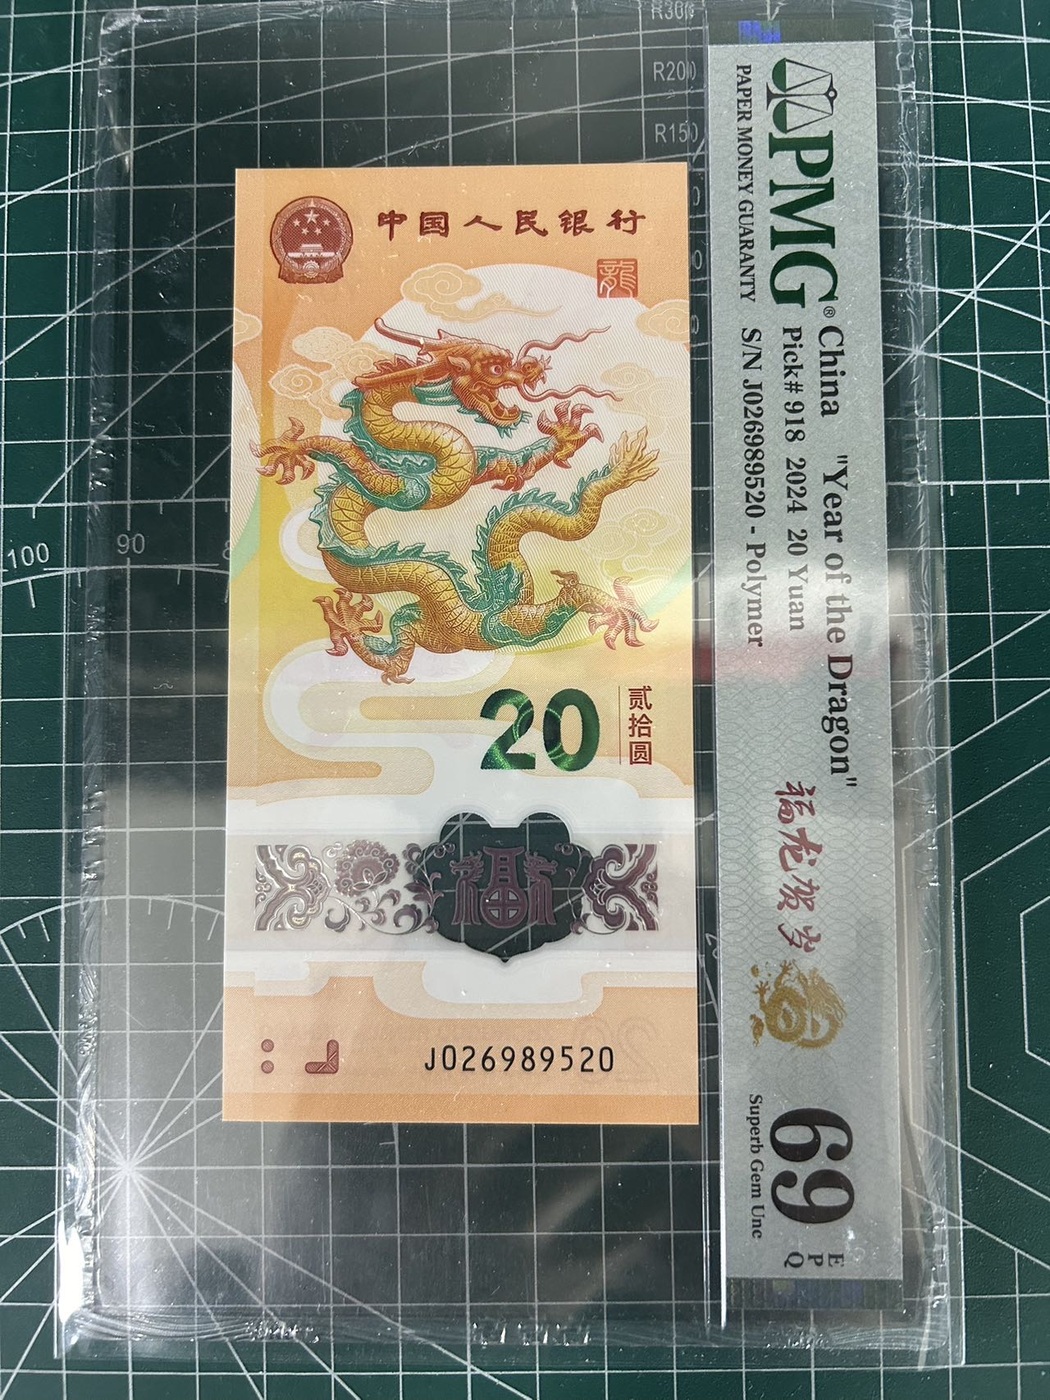 中国人民银行
龍
20
贰拾圆
福
J026989520
PMG®
PAPER MONEY GUARANTY
China "Year of the Dragon"
Pick# 918 2024 20 Yuan
S/N J026989520 - Polymer
福龙贺岁
69
EPQ
Superb Gem Unc
R300
R200
R150
100
90